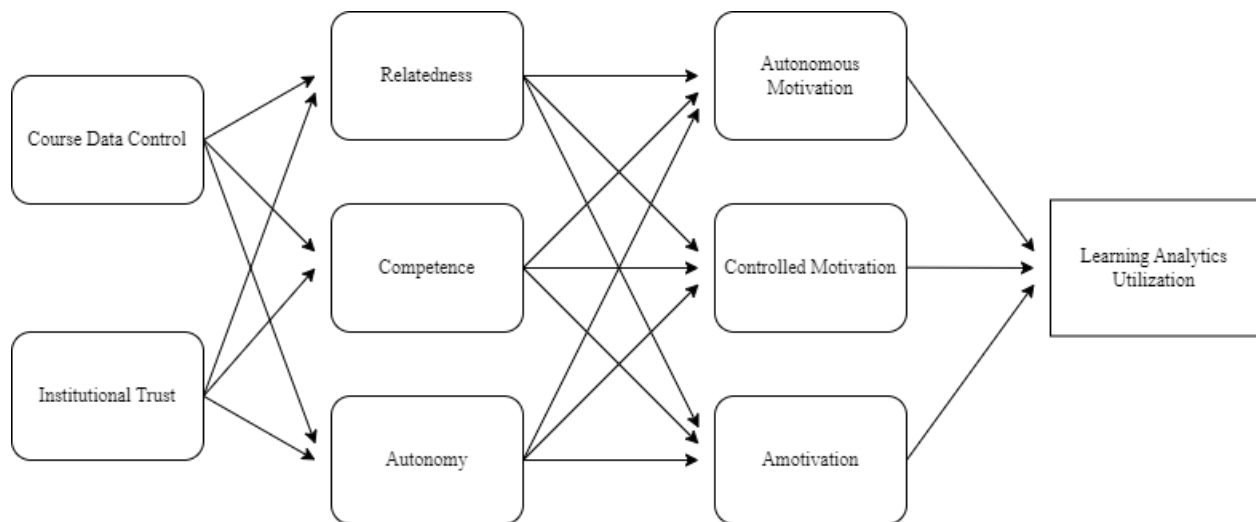 Course Data Control
Institutional Trust
Relatedness
Competence
Autonomy
Autonomous
Motivation
Controlled Motivation
Amotivation
Learning Analytics
Utilization